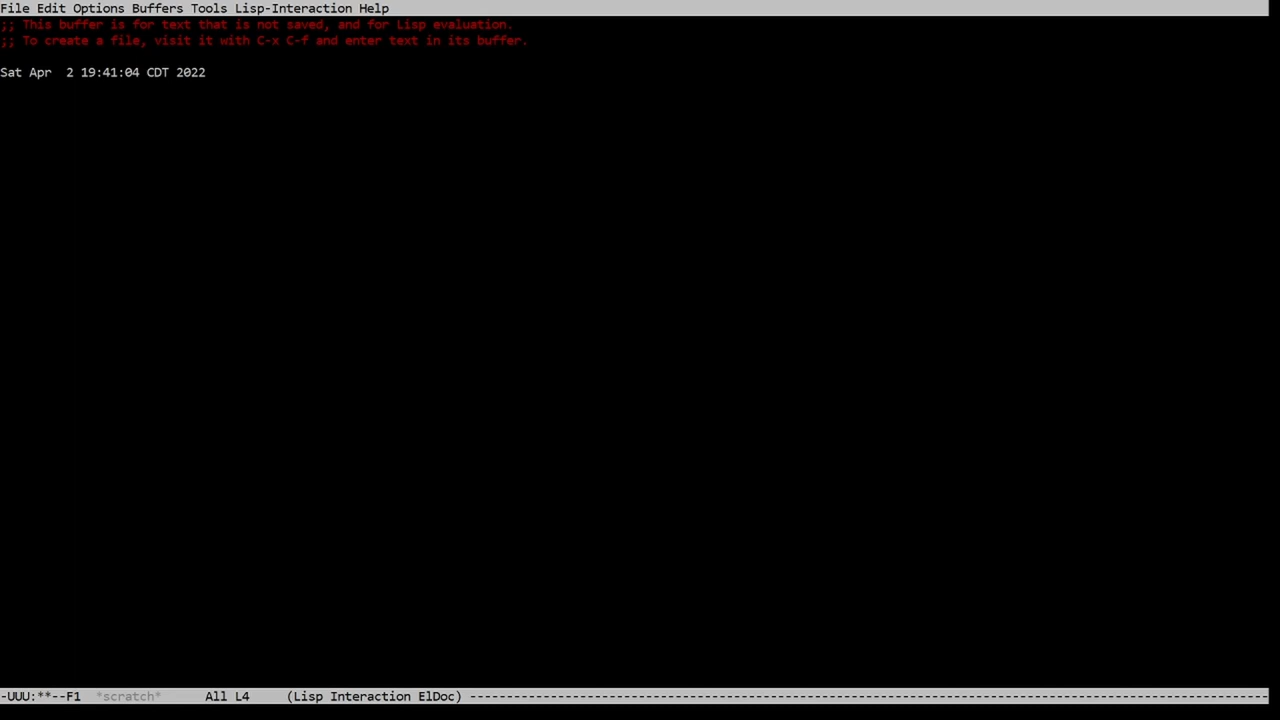 File Edit Options Buffers Tools Lisp-Interaction Help
;; This buffer is for text that is not saved, and for Lisp evaluation.
;; To create a file, visit it with C-x C-f and enter text in its buffer.
Sat Apr  2 19:41:04 CDT 2022
-UUU:**--F1  *scratch*      All L4     (Lisp Interaction ElDoc) -------------------------------------------------------------------------------------------------------------